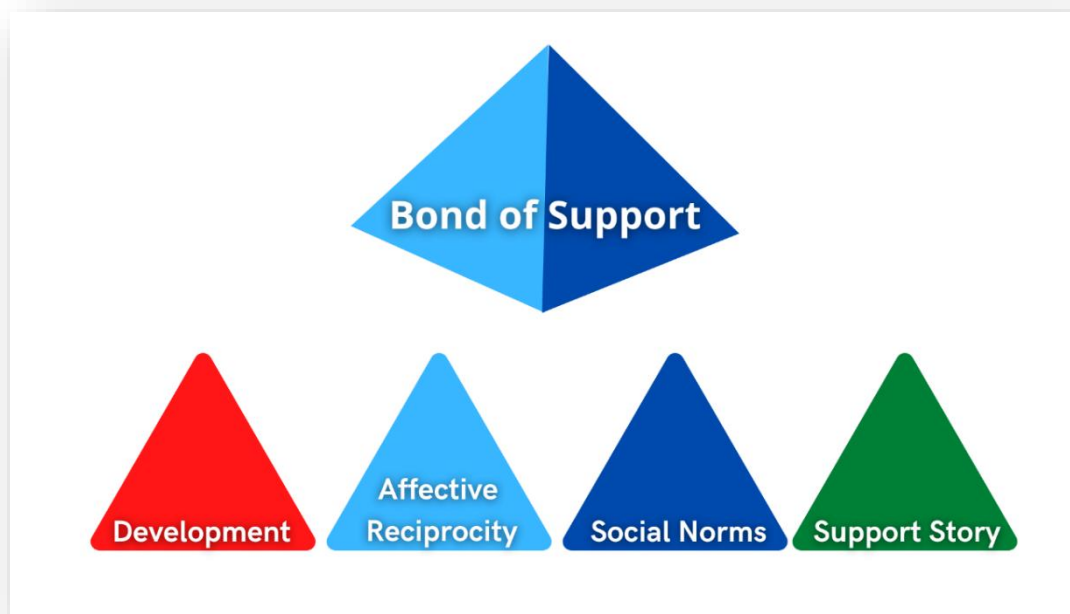 Bond of Support
Development
Affective
Reciprocity
Social Norms
Support Story